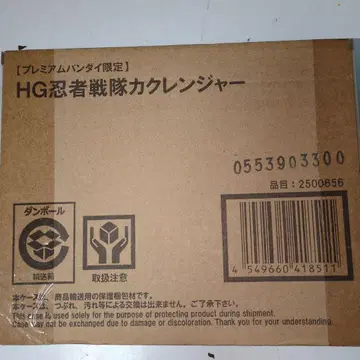 【プレミアムバンダイ限定】
HG忍者戦隊カクレンジャー
0553903300
品目：2500656
ダンボール
輸送箱
取扱注意
4 549660 418511
本ケースは、商品輸送用の保護梱包材です。
本ケースは、つぶれ、汚れ等による交換は出来ません。ご了承下さい。
This case is used solely for the purpose of protecting product during shipment.
Case may not be exchanged due to damage or discoloration. Thank you for your understanding.